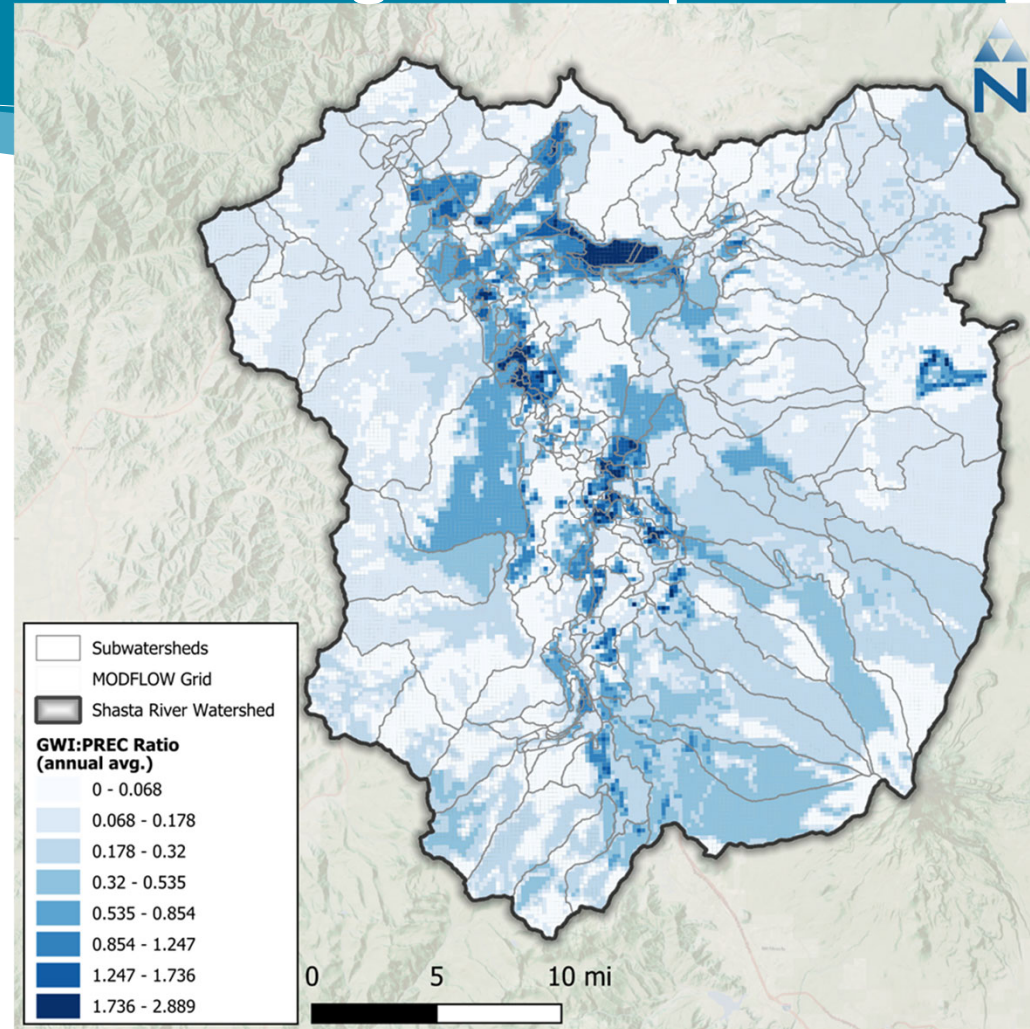 N
Subwatersheds
MODFLOW Grid
Shasta River Watershed
GWI:PREC Ratio
(annual avg.)
0 - 0.068
0.068 - 0.178
0.178 - 0.32
0.32 - 0.535
0.535 - 0.854
0.854 - 1.247
1.247 - 1.736
1.736 - 2.889
0 5 10 mi